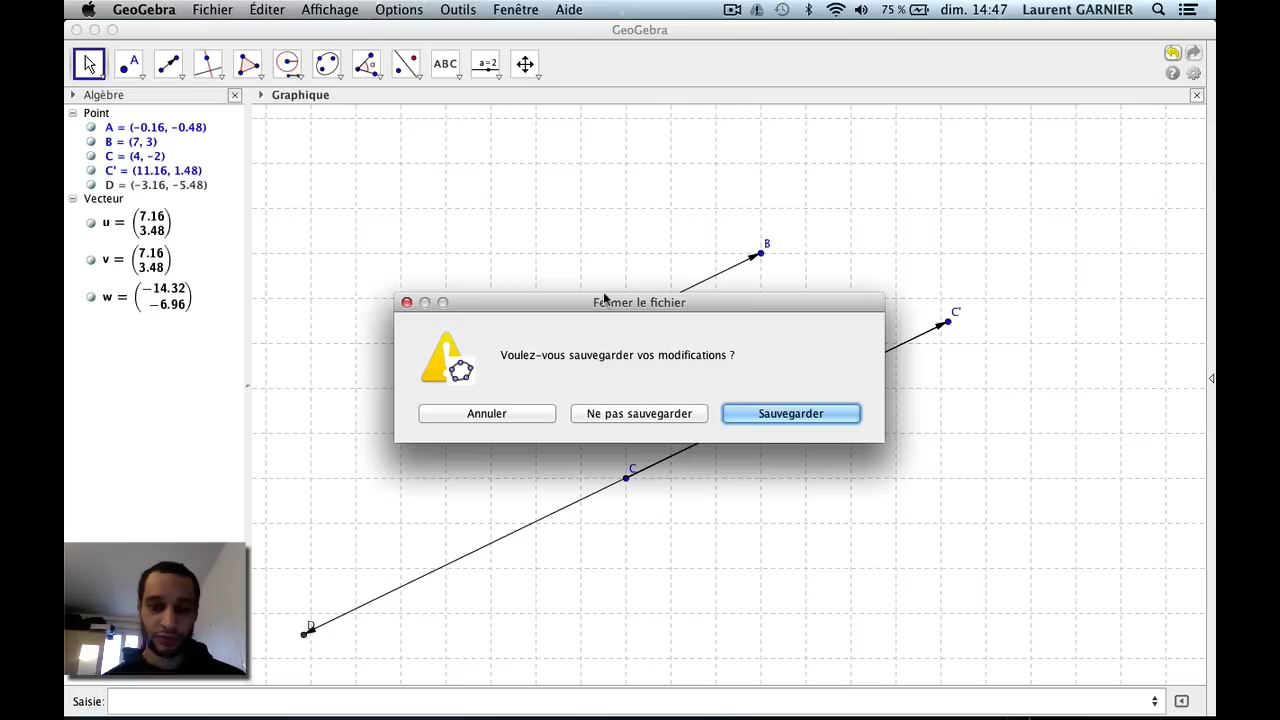 GeoGebra Fichier Éditer Affichage Options Outils Fenêtre Aide 75 % dim. 14:47 Laurent GARNIER
GeoGebra
A ABC a=2
Algèbre Graphique
Point
A = (-0.16, -0.48)
B = (7, 3)
C = (4, -2)
C' = (11.16, 1.48)
D = (-3.16, -5.48)
Vecteur
u = (7.16
3.48)
v = (7.16
3.48)
w = (−14.32
−6.96)
B
C'
Fermer le fichier
Voulez-vous sauvegarder vos modifications ?
Annuler Ne pas sauvegarder Sauvegarder
C
D
Saisie: